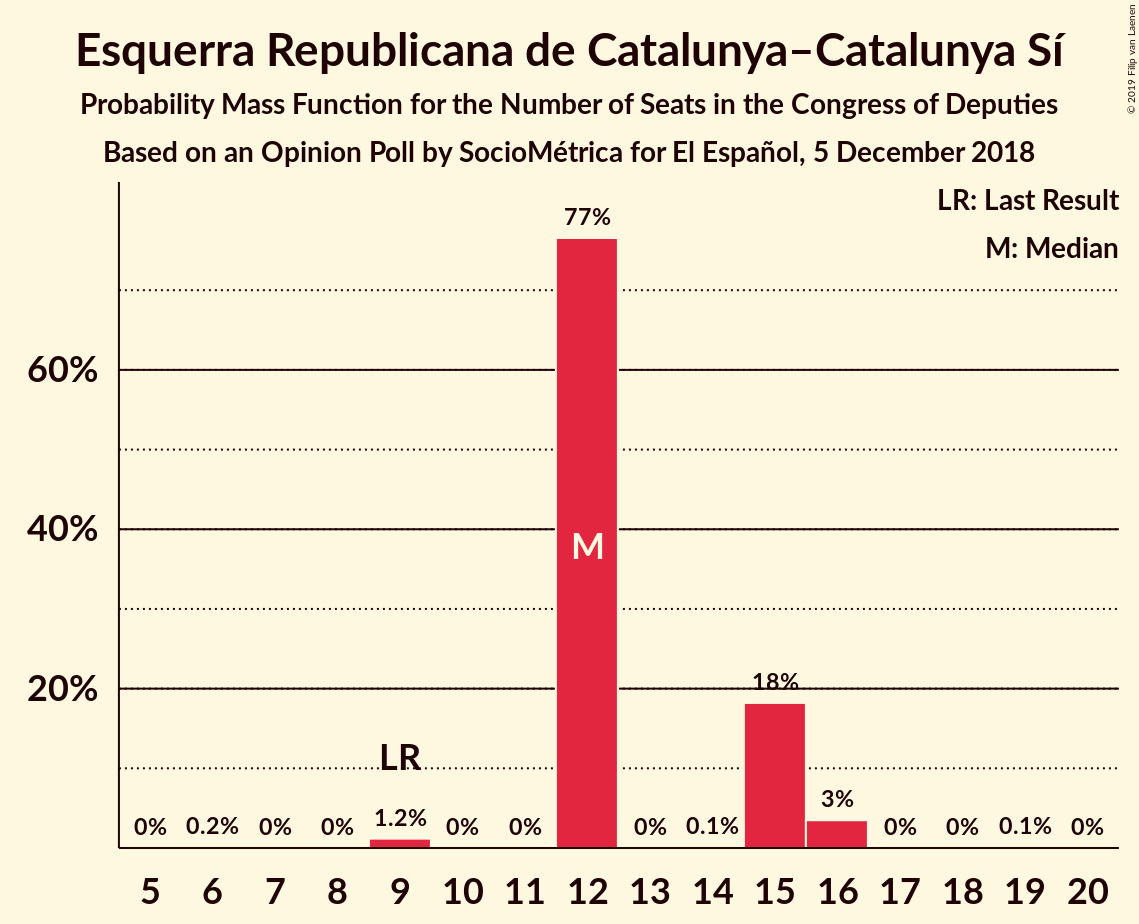 Esquerra Republicana de Catalunya–Catalunya Sí
Probability Mass Function for the Number of Seats in the Congress of Deputies
Based on an Opinion Poll by SocioMétrica for El Español, 5 December 2018
© 2019 Filip van Laenen
LR: Last Result
M: Median
77%
60%
40%
M
20%
18%
LR
3%
0% 0.2% 0% 0% 1.2% 0% 0% 0% 0.1% 0% 0% 0.1% 0%
5 6 7 8 9 10 11 12 13 14 15 16 17 18 19 20